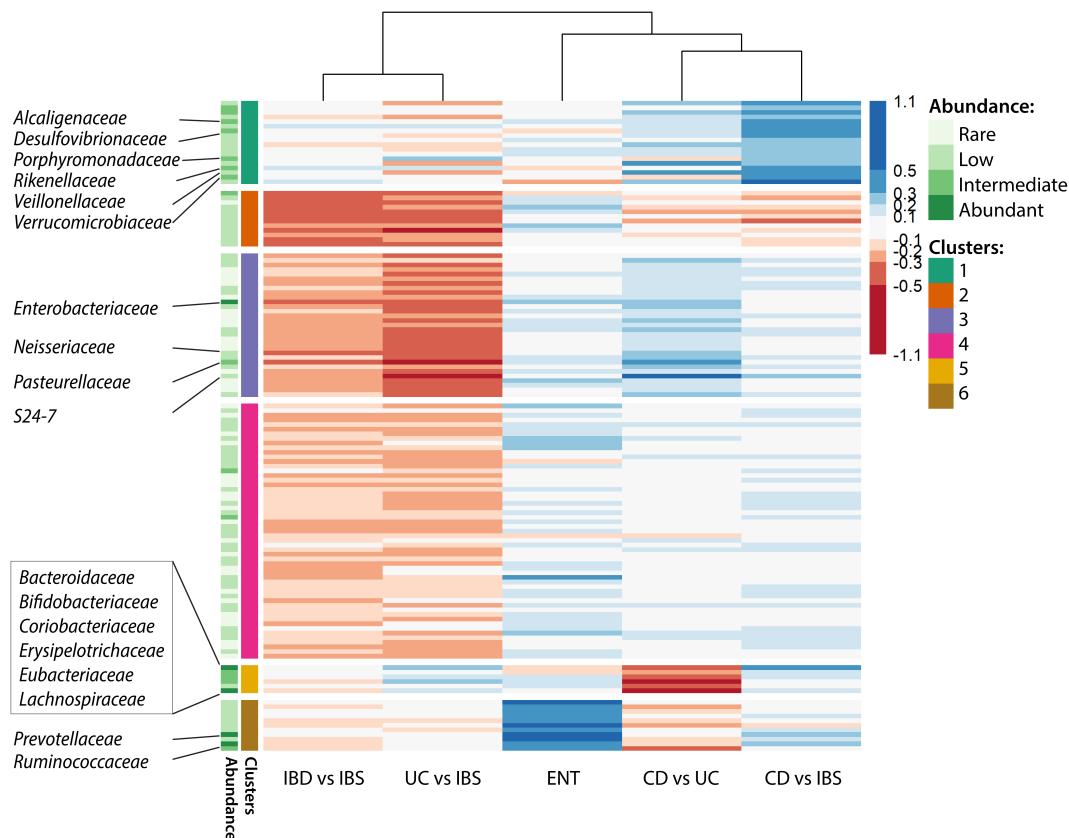 Alcaligenaceae
Desulfovibrionaceae
Porphyromonadaceae
Rikenellaceae
Veillonellaceae
Verrucomicrobiaceae
Enterobacteriaceae
Neisseriaceae
Pasteurellaceae
S24-7
Bacteroidaceae
Bifidobacteriaceae
Coriobacteriaceae
Erysipelotrichaceae
Eubacteriaceae
Lachnospiraceae
Prevotellaceae
Ruminococcaceae
Abundance
Clusters
IBD vs IBS
UC vs IBS
ENT
CD vs UC
CD vs IBS
1.1
0.5
0.3
0.2
0.1
-0.1
-0.2
-0.3
-0.5
-1.1
Abundance:
Rare
Low
Intermediate
Abundant
Clusters:
1
2
3
4
5
6